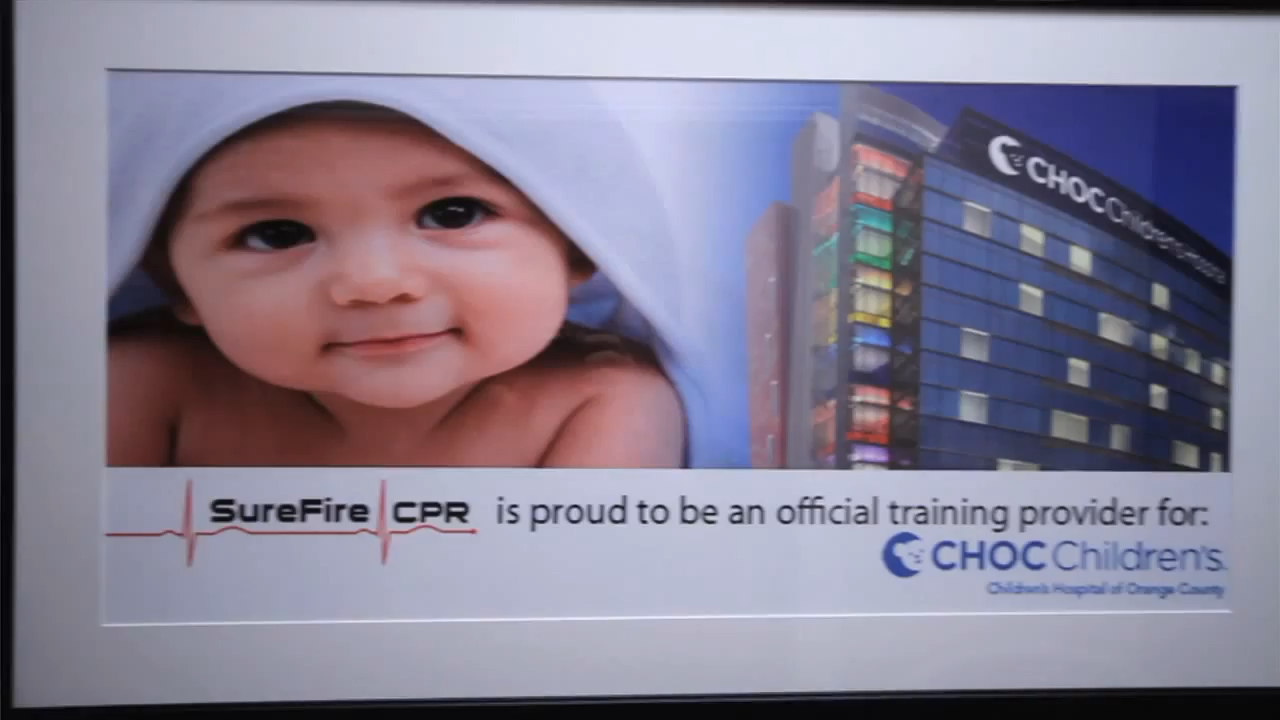 CHOC Children's Hospital
SureFire CPR is proud to be an official training provider for:
CHOC Children's.
Children's Hospital of Orange County